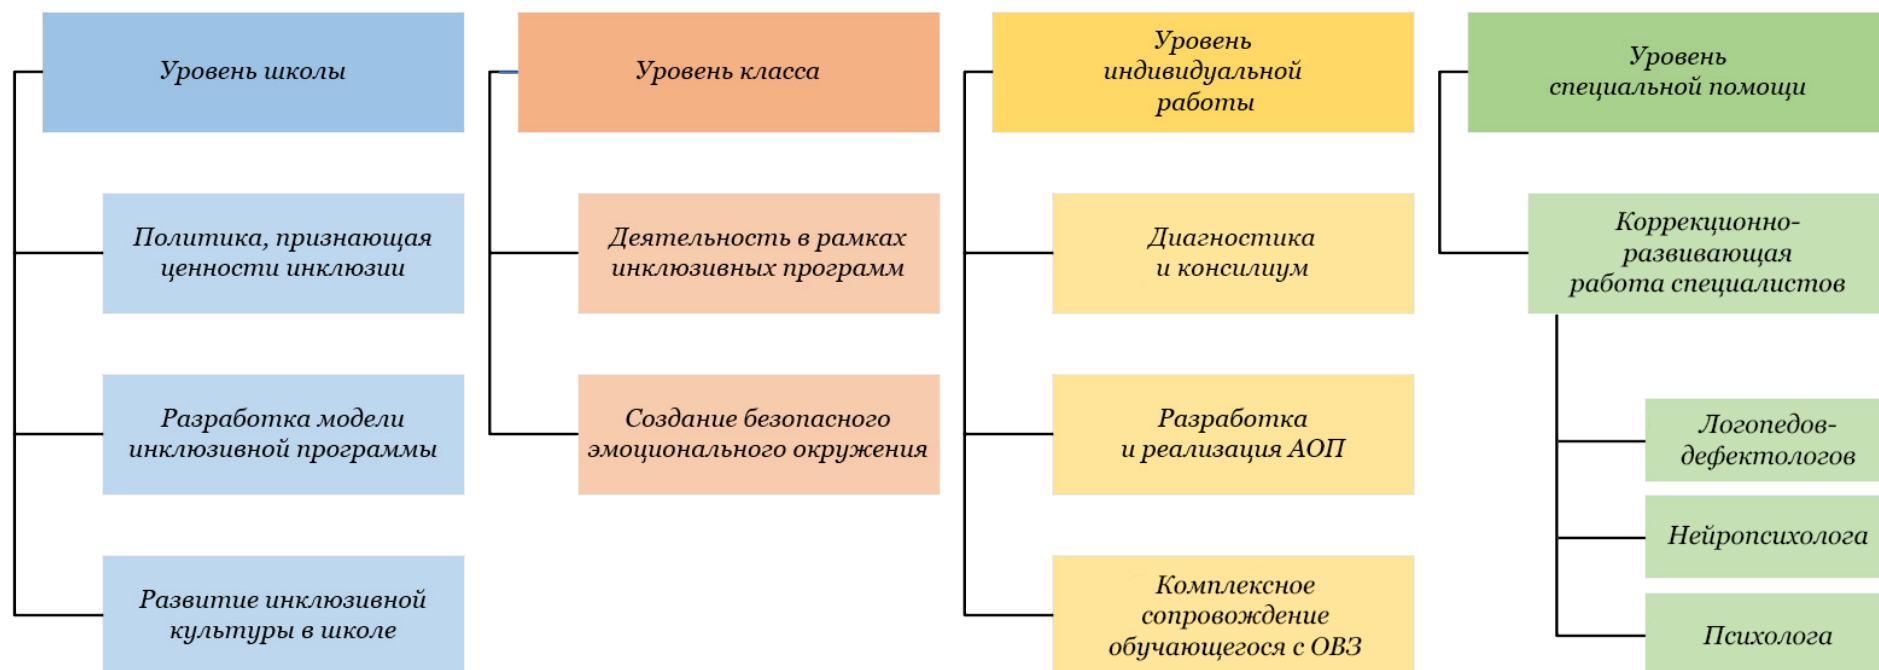 Уровень школы
Политика, признающая
ценности инклюзии
Разработка модели
инклюзивной программы
Развитие инклюзивной
культуры в школе
Уровень класса
Деятельность в рамках
инклюзивных программ
Создание безопасного
эмоционального окружения
Уровень
индивидуальной
работы
Диагностика
и консилиум
Разработка
и реализация АОП
Комплексное
сопровождение
обучающегося с ОВЗ
Уровень
специальной помощи
Коррекционно-
развивающая
работа специалистов
Логопедов-
дефектологов
Нейропсихолога
Психолога